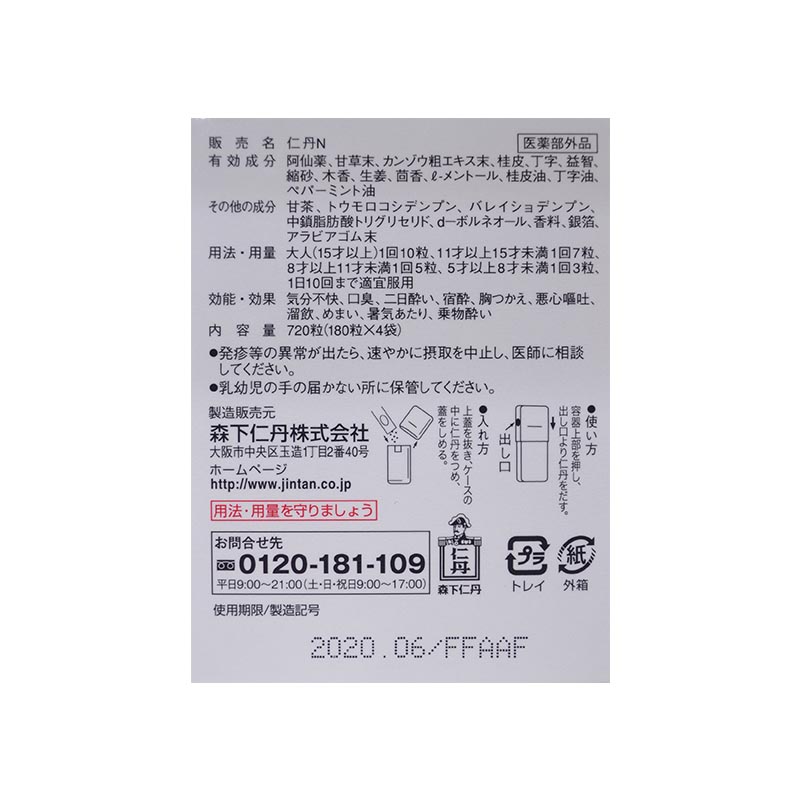 販売名 仁丹N 医薬部外品
有効成分 阿仙薬、甘草末、カンゾウ粗エキス末、桂皮、丁字、益智、
縮砂、木香、生姜、茴香、ℓ-メントール、桂皮油、丁字油、
ペパーミント油
その他の成分 甘茶、トウモロコシデンプン、バレイショデンプン、
中鎖脂肪酸トリグリセリド、d-ボルネオール、香料、銀箔、
アラビアゴム末
用法・用量 大人(15才以上)1回10粒、11才以上15才未満1回7粒、
8才以上11才未満1回5粒、5才以上8才未満1回3粒、
1日10回まで適宜服用
効能・効果 気分不快、口臭、二日酔い、宿酔、胸つかえ、悪心嘔吐、
溜飲、めまい、暑気あたり、乗物酔い
内容量 720粒(180粒×4袋)
●発疹等の異常が出たら、速やかに摂取を中止し、医師に相談
してください。
●乳幼児の手の届かない所に保管してください。
製造販売元
森下仁丹株式会社
大阪市中央区玉造1丁目2番40号
ホームページ
http://www.jintan.co.jp
用法・用量を守りましょう
●使い方
容器上部を押し、
出し口より仁丹をだす。
出し口
●入れ方
上蓋を抜き、ケースの
中に仁丹をつめ、
蓋をしめる。
お問合せ先
0120-181-109
平日9:00~21:00(土・日・祝日9:00~17:00)
仁丹
森下仁丹
プラ
トレイ
紙
外箱
使用期限/製造記号
2020.06/FFAAF